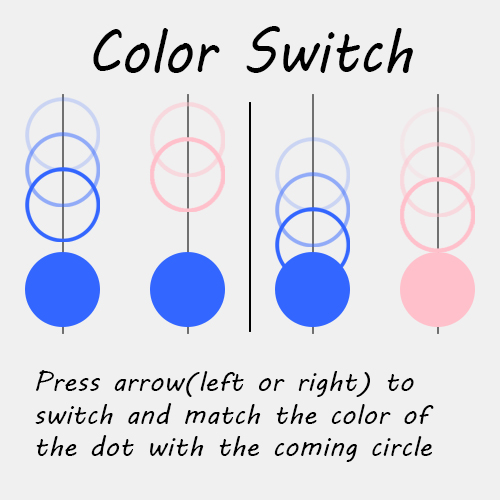 Color Switch
Press arrow(left or right) to
switch and match the color of
the dot with the coming circle